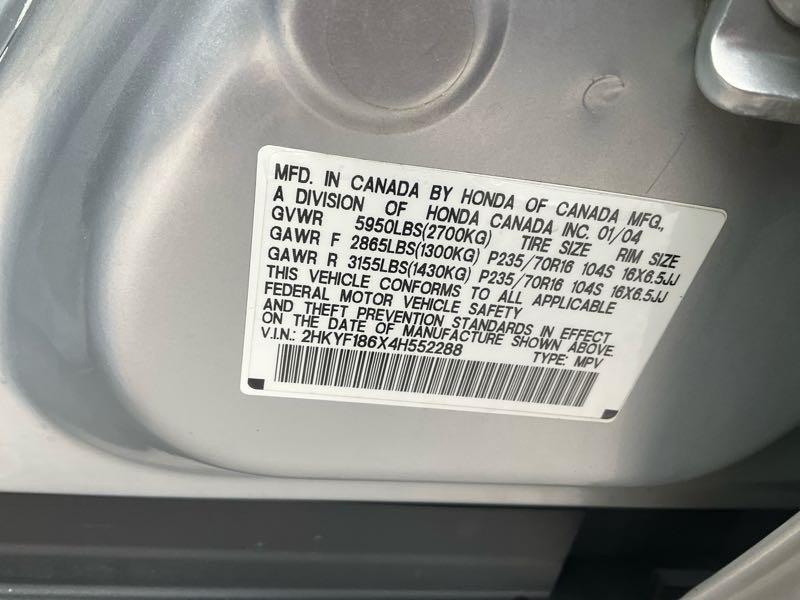 MFD. IN CANADA BY HONDA OF CANADA MFG.,
A DIVISION OF HONDA CANADA INC. 01/04
GVWR 5950LBS(2700KG) TIRE SIZE RIM SIZE
GAWR F 2865LBS(1300KG) P235/70R16 104S 16X6.5JJ
GAWR R 3155LBS(1430KG) P235/70R16 104S 16X6.5JJ
THIS VEHICLE CONFORMS TO ALL APPLICABLE
FEDERAL MOTOR VEHICLE SAFETY
AND THEFT PREVENTION STANDARDS IN EFFECT
ON THE DATE OF MANUFACTURE SHOWN ABOVE
V.I.N.: 2HKYF186X4H552288 TYPE: MPV